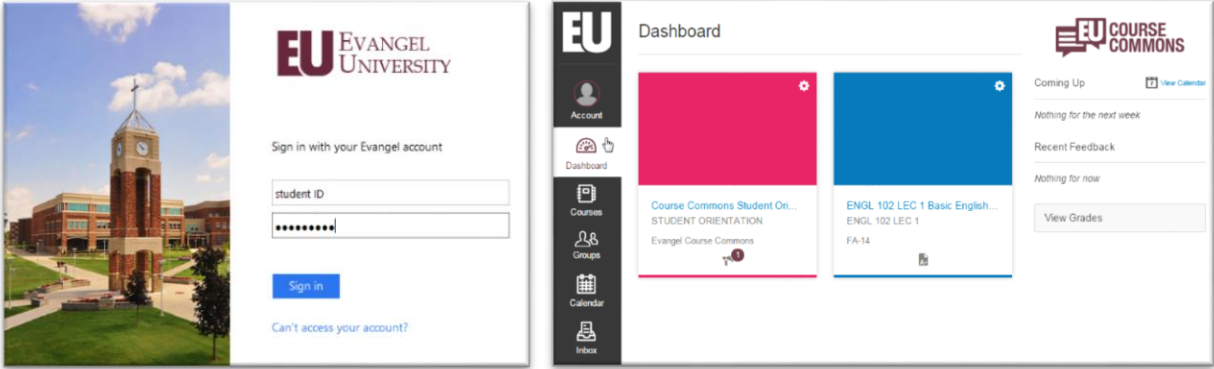 EU EVANGEL
UNIVERSITY
Sign in with your Evangel account
student ID
•••••••••
Sign in
Can't access your account?
EU
Account
Dashboard
Courses
Groups
Calendar
Inbox
Dashboard
Course Commons Student Ori...
STUDENT ORIENTATION
Evangel Course Commons
1
ENGL 102 LEC 1 Basic English...
ENGL 102 LEC 1
FA-14
EU COURSE
COMMONS
Coming Up
7 View Calendar
Nothing for the next week
Recent Feedback
Nothing for now
View Grades